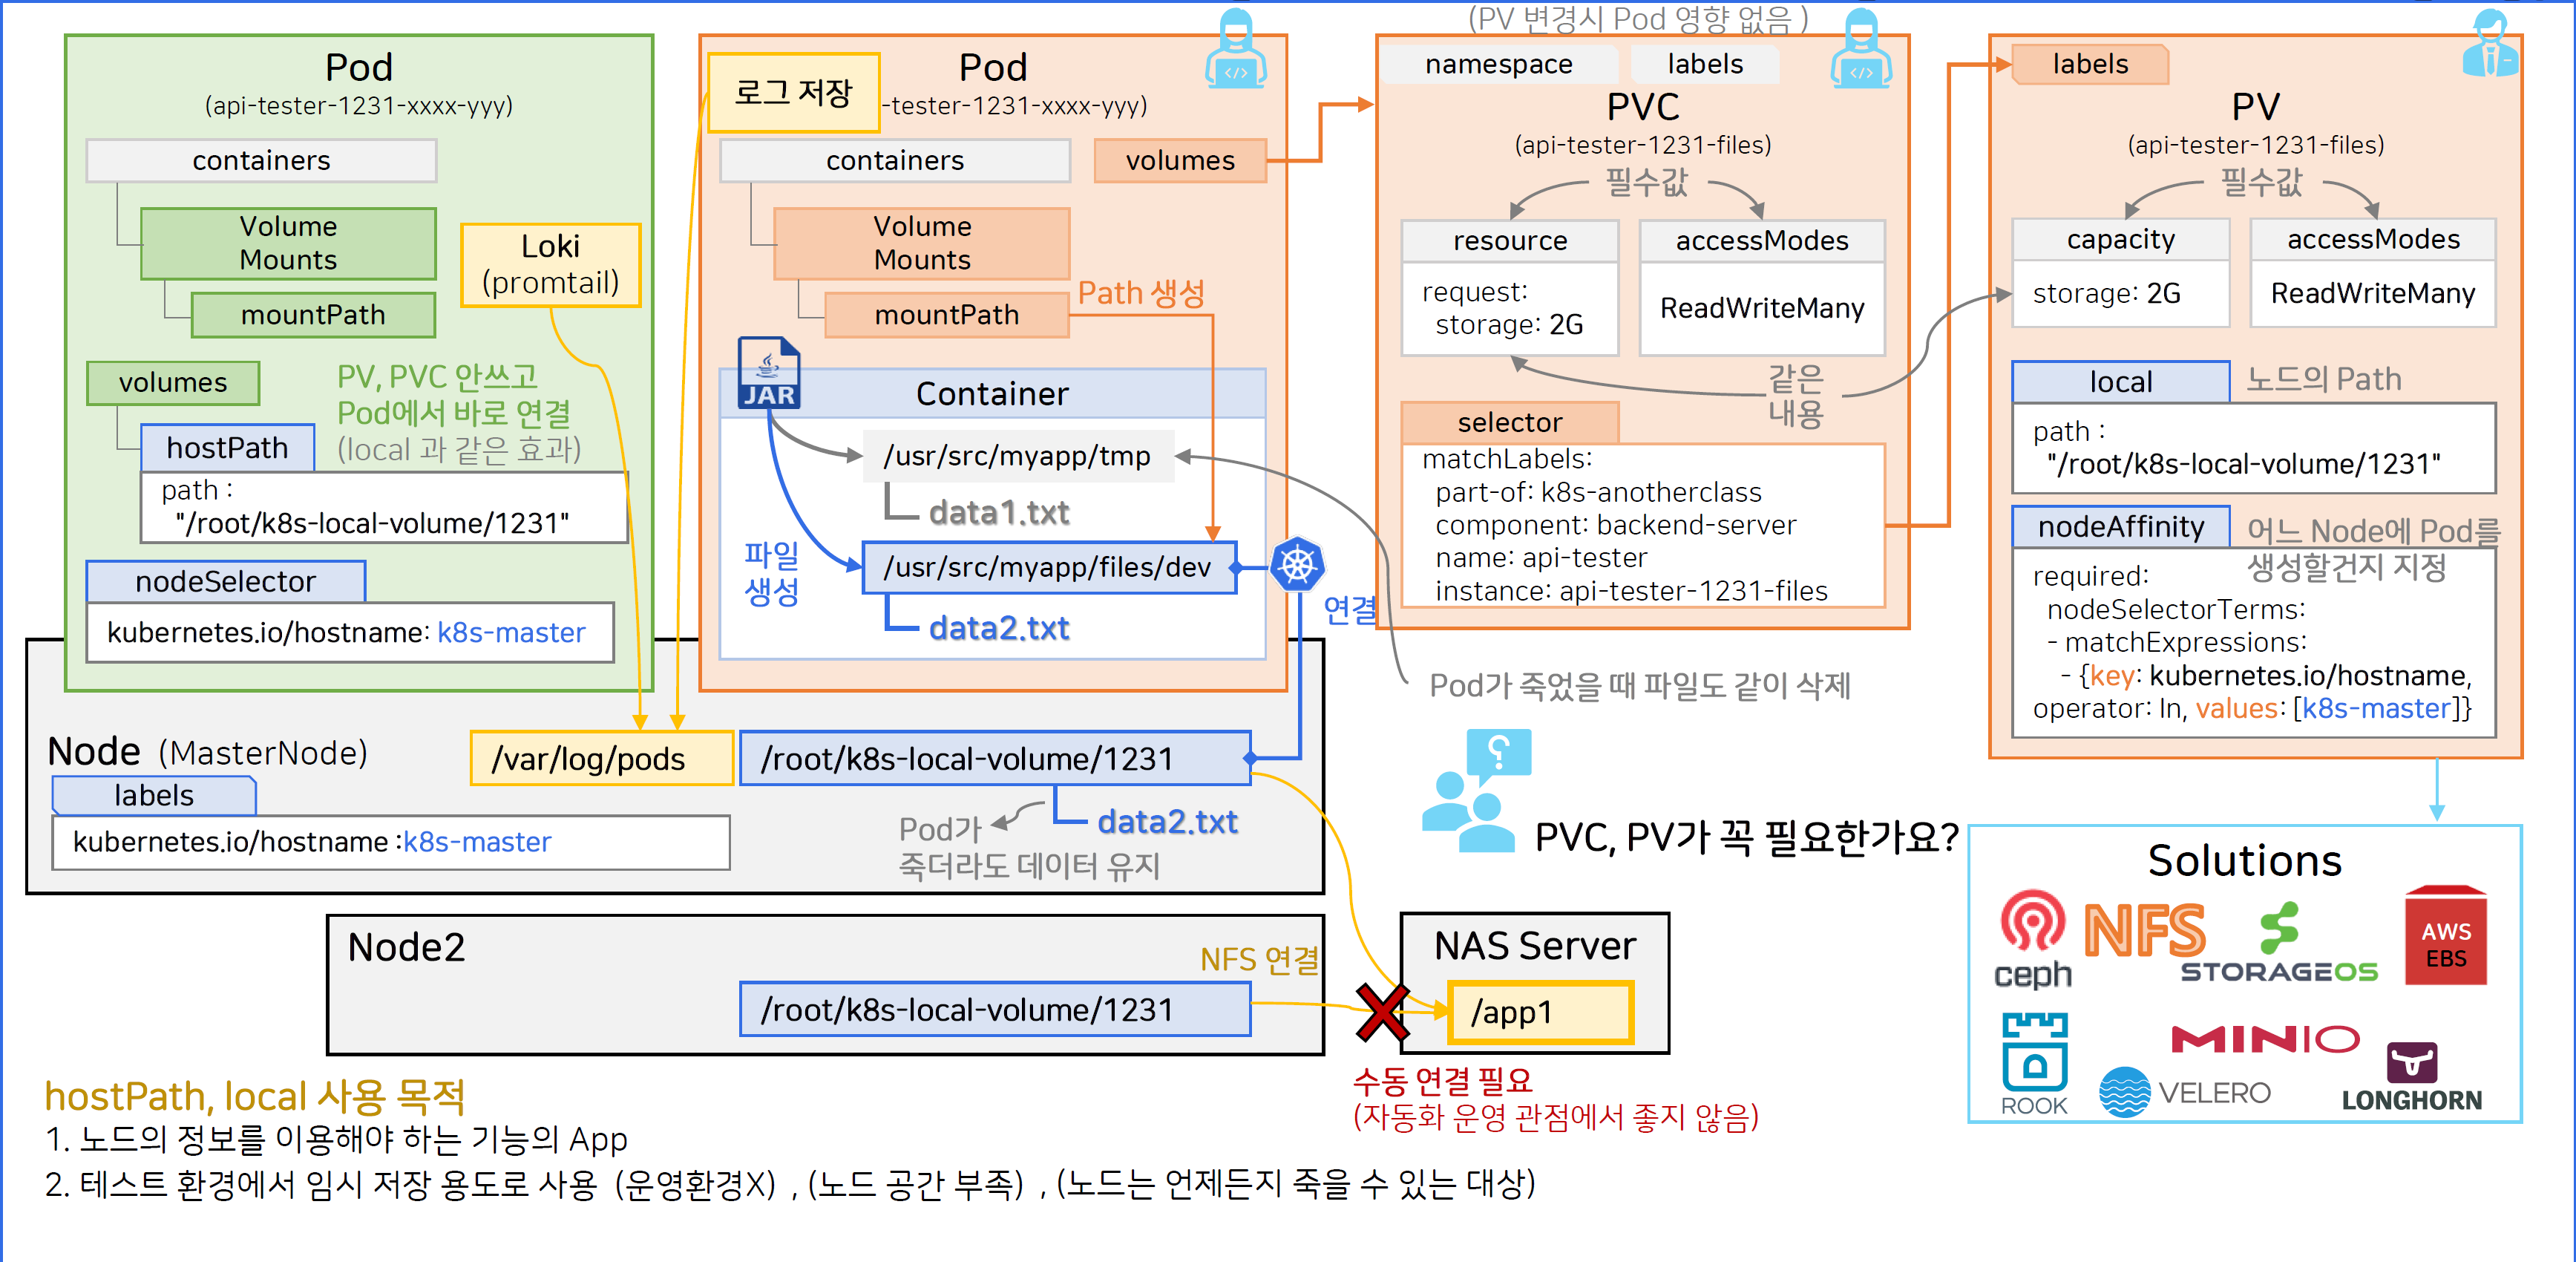 Pod
(api-tester-1231-xxxx-yyy)
containers
Volume
Mounts
mountPath
Loki
(promtail)
volumes
PV, PVC 안쓰고
Pod에서 바로 연결
(local 과 같은 효과)
hostPath
path :
"/root/k8s-local-volume/1231"
nodeSelector
kubernetes.io/hostname: k8s-master
로그 저장
Pod
-tester-1231-xxxx-yyy)
containers
volumes
Volume
Mounts
mountPath
Path 생성
JAR
Container
/usr/src/myapp/tmp
data1.txt
파일
생성
/usr/src/myapp/files/dev
data2.txt
연결
(PV 변경시 Pod 영향 없음 )
namespace
labels
PVC
(api-tester-1231-files)
필수값
resource
request:
storage: 2G
accessModes
ReadWriteMany
같은
내용
selector
matchLabels:
part-of: k8s-anotherclass
component: backend-server
name: api-tester
instance: api-tester-1231-files
labels
PV
(api-tester-1231-files)
필수값
capacity
storage: 2G
accessModes
ReadWriteMany
local
노드의 Path
path :
"/root/k8s-local-volume/1231"
nodeAffinity
어느 Node에 Pod를
생성할건지 지정
required:
nodeSelectorTerms:
- matchExpressions:
- {key: kubernetes.io/hostname,
operator: In, values: [k8s-master]}
Pod가 죽었을 때 파일도 같이 삭제
Node (MasterNode)
labels
kubernetes.io/hostname :k8s-master
/var/log/pods
/root/k8s-local-volume/1231
data2.txt
Pod가
죽더라도 데이터 유지
PVC, PV가 꼭 필요한가요?
Node2
NFS 연결
/root/k8s-local-volume/1231
NAS Server
/app1
수동 연결 필요
(자동화 운영 관점에서 좋지 않음)
Solutions
ceph
NFS
STORAGEOS
AWS
EBS
ROOK
MINIO
VELERO
LONGHORN
hostPath, local 사용 목적
1. 노드의 정보를 이용해야 하는 기능의 App
2. 테스트 환경에서 임시 저장 용도로 사용 (운영환경X) , (노드 공간 부족) , (노드는 언제든지 죽을 수 있는 대상)